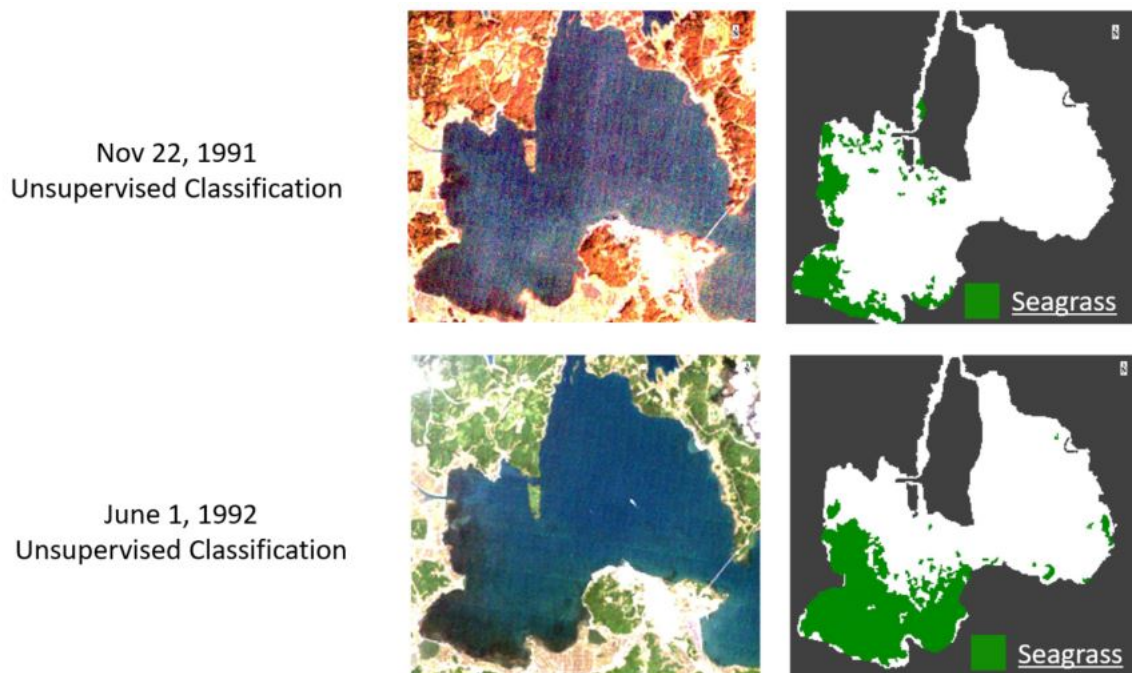 Nov 22, 1991
Unsupervised Classification
Seagrass
June 1, 1992
Unsupervised Classification
Seagrass